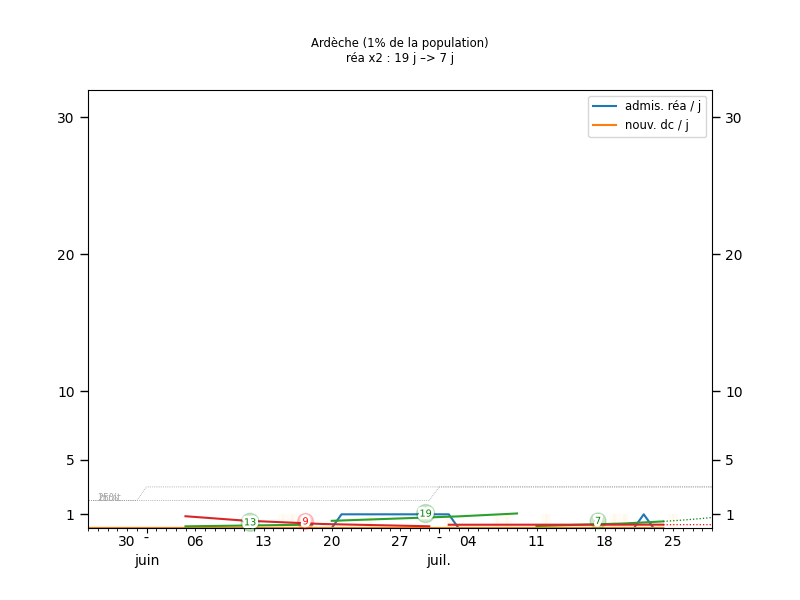 Ardèche (1% de la population)
réa x2 : 19 j –> 7 j
admis. réa / j
nouv. dc / j
30 30
20 20
10 10
5 5
1 1
13 9 19 7
30 - 06 13 20 27 - 04 11 18 25
juin juil.